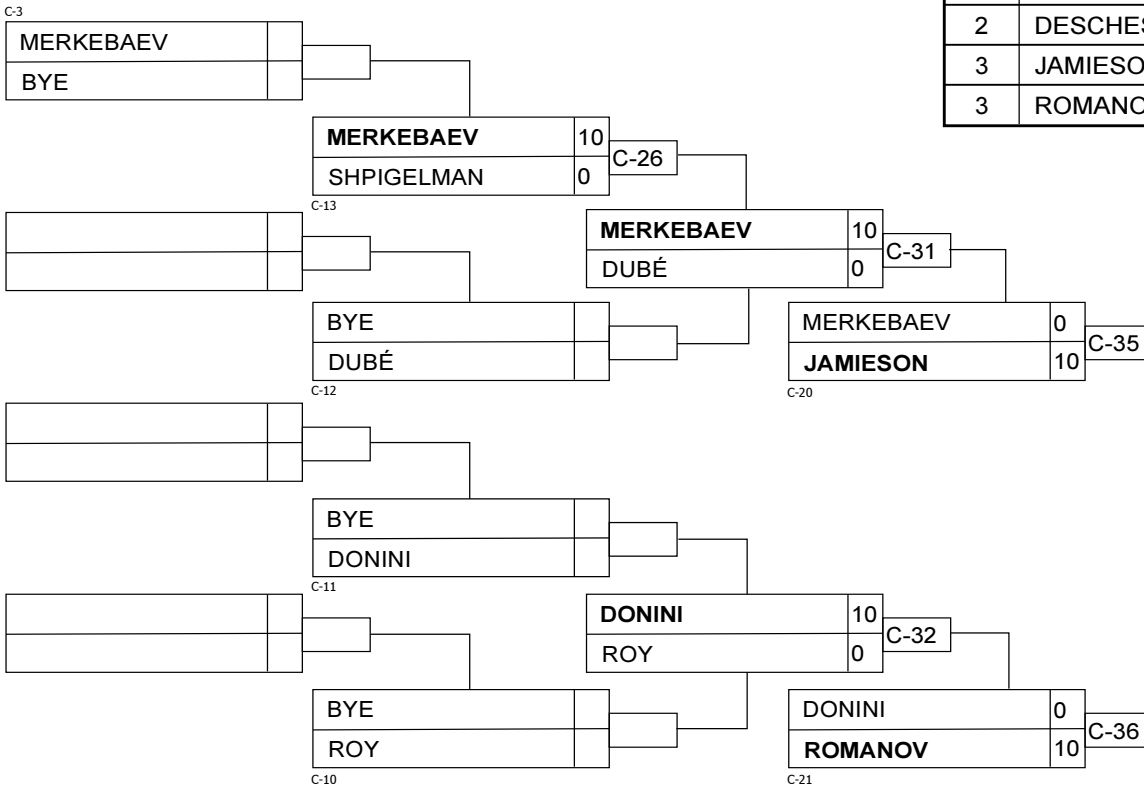 C-3
MERKEBAEV
BYE
2
3 JAMIESO
3
MERKEBAEV 10
SHPIGELMAN 0
C-26
C-13
MERKEBAEV 10
DUBÉ 0
C-31
BYE
DUBÉ
C-12
MERKEBAEV 0
JAMIESON 10
C-35
C-20
BYE
DONINI
C-11
DONINI 10
ROY 0
C-32
BYE
ROY
C-10
DONINI 0
ROMANOV 10
C-36
C-21